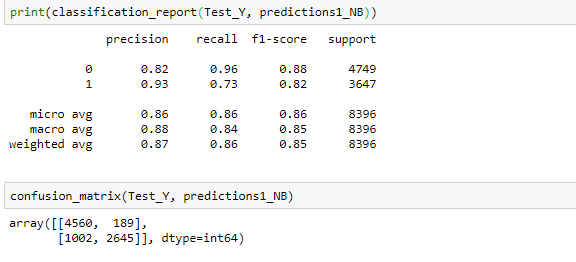 print(classification_report(Test_Y, predictions1_NB))
precision recall f1-score support
0 0.82 0.96 0.88 4749
1 0.93 0.73 0.82 3647
micro avg 0.86 0.86 0.86 8396
macro avg 0.88 0.84 0.85 8396
weighted avg 0.87 0.86 0.85 8396
confusion_matrix(Test_Y, predictions1_NB)
array([[4560, 189],
[1002, 2645]], dtype=int64)